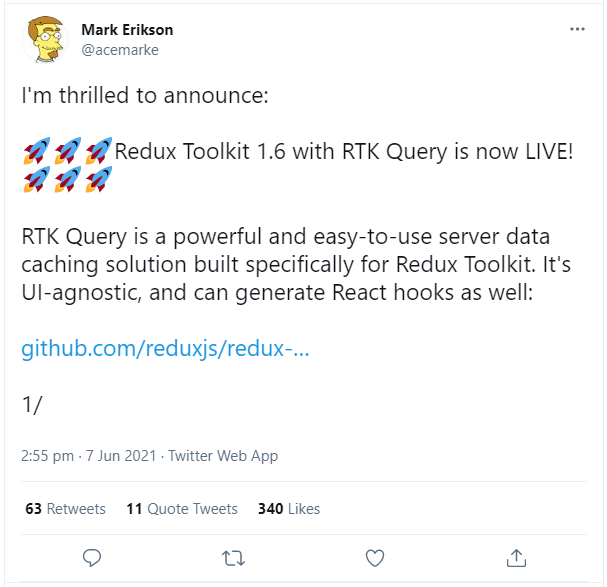 Mark Erikson
@acemarke
I'm thrilled to announce:
🚀🚀🚀Redux Toolkit 1.6 with RTK Query is now LIVE!
🚀🚀🚀
RTK Query is a powerful and easy-to-use server data
caching solution built specifically for Redux Toolkit. It's
UI-agnostic, and can generate React hooks as well:
github.com/reduxjs/redux-...
1/
2:55 pm · 7 Jun 2021 · Twitter Web App
63 Retweets 11 Quote Tweets 340 Likes